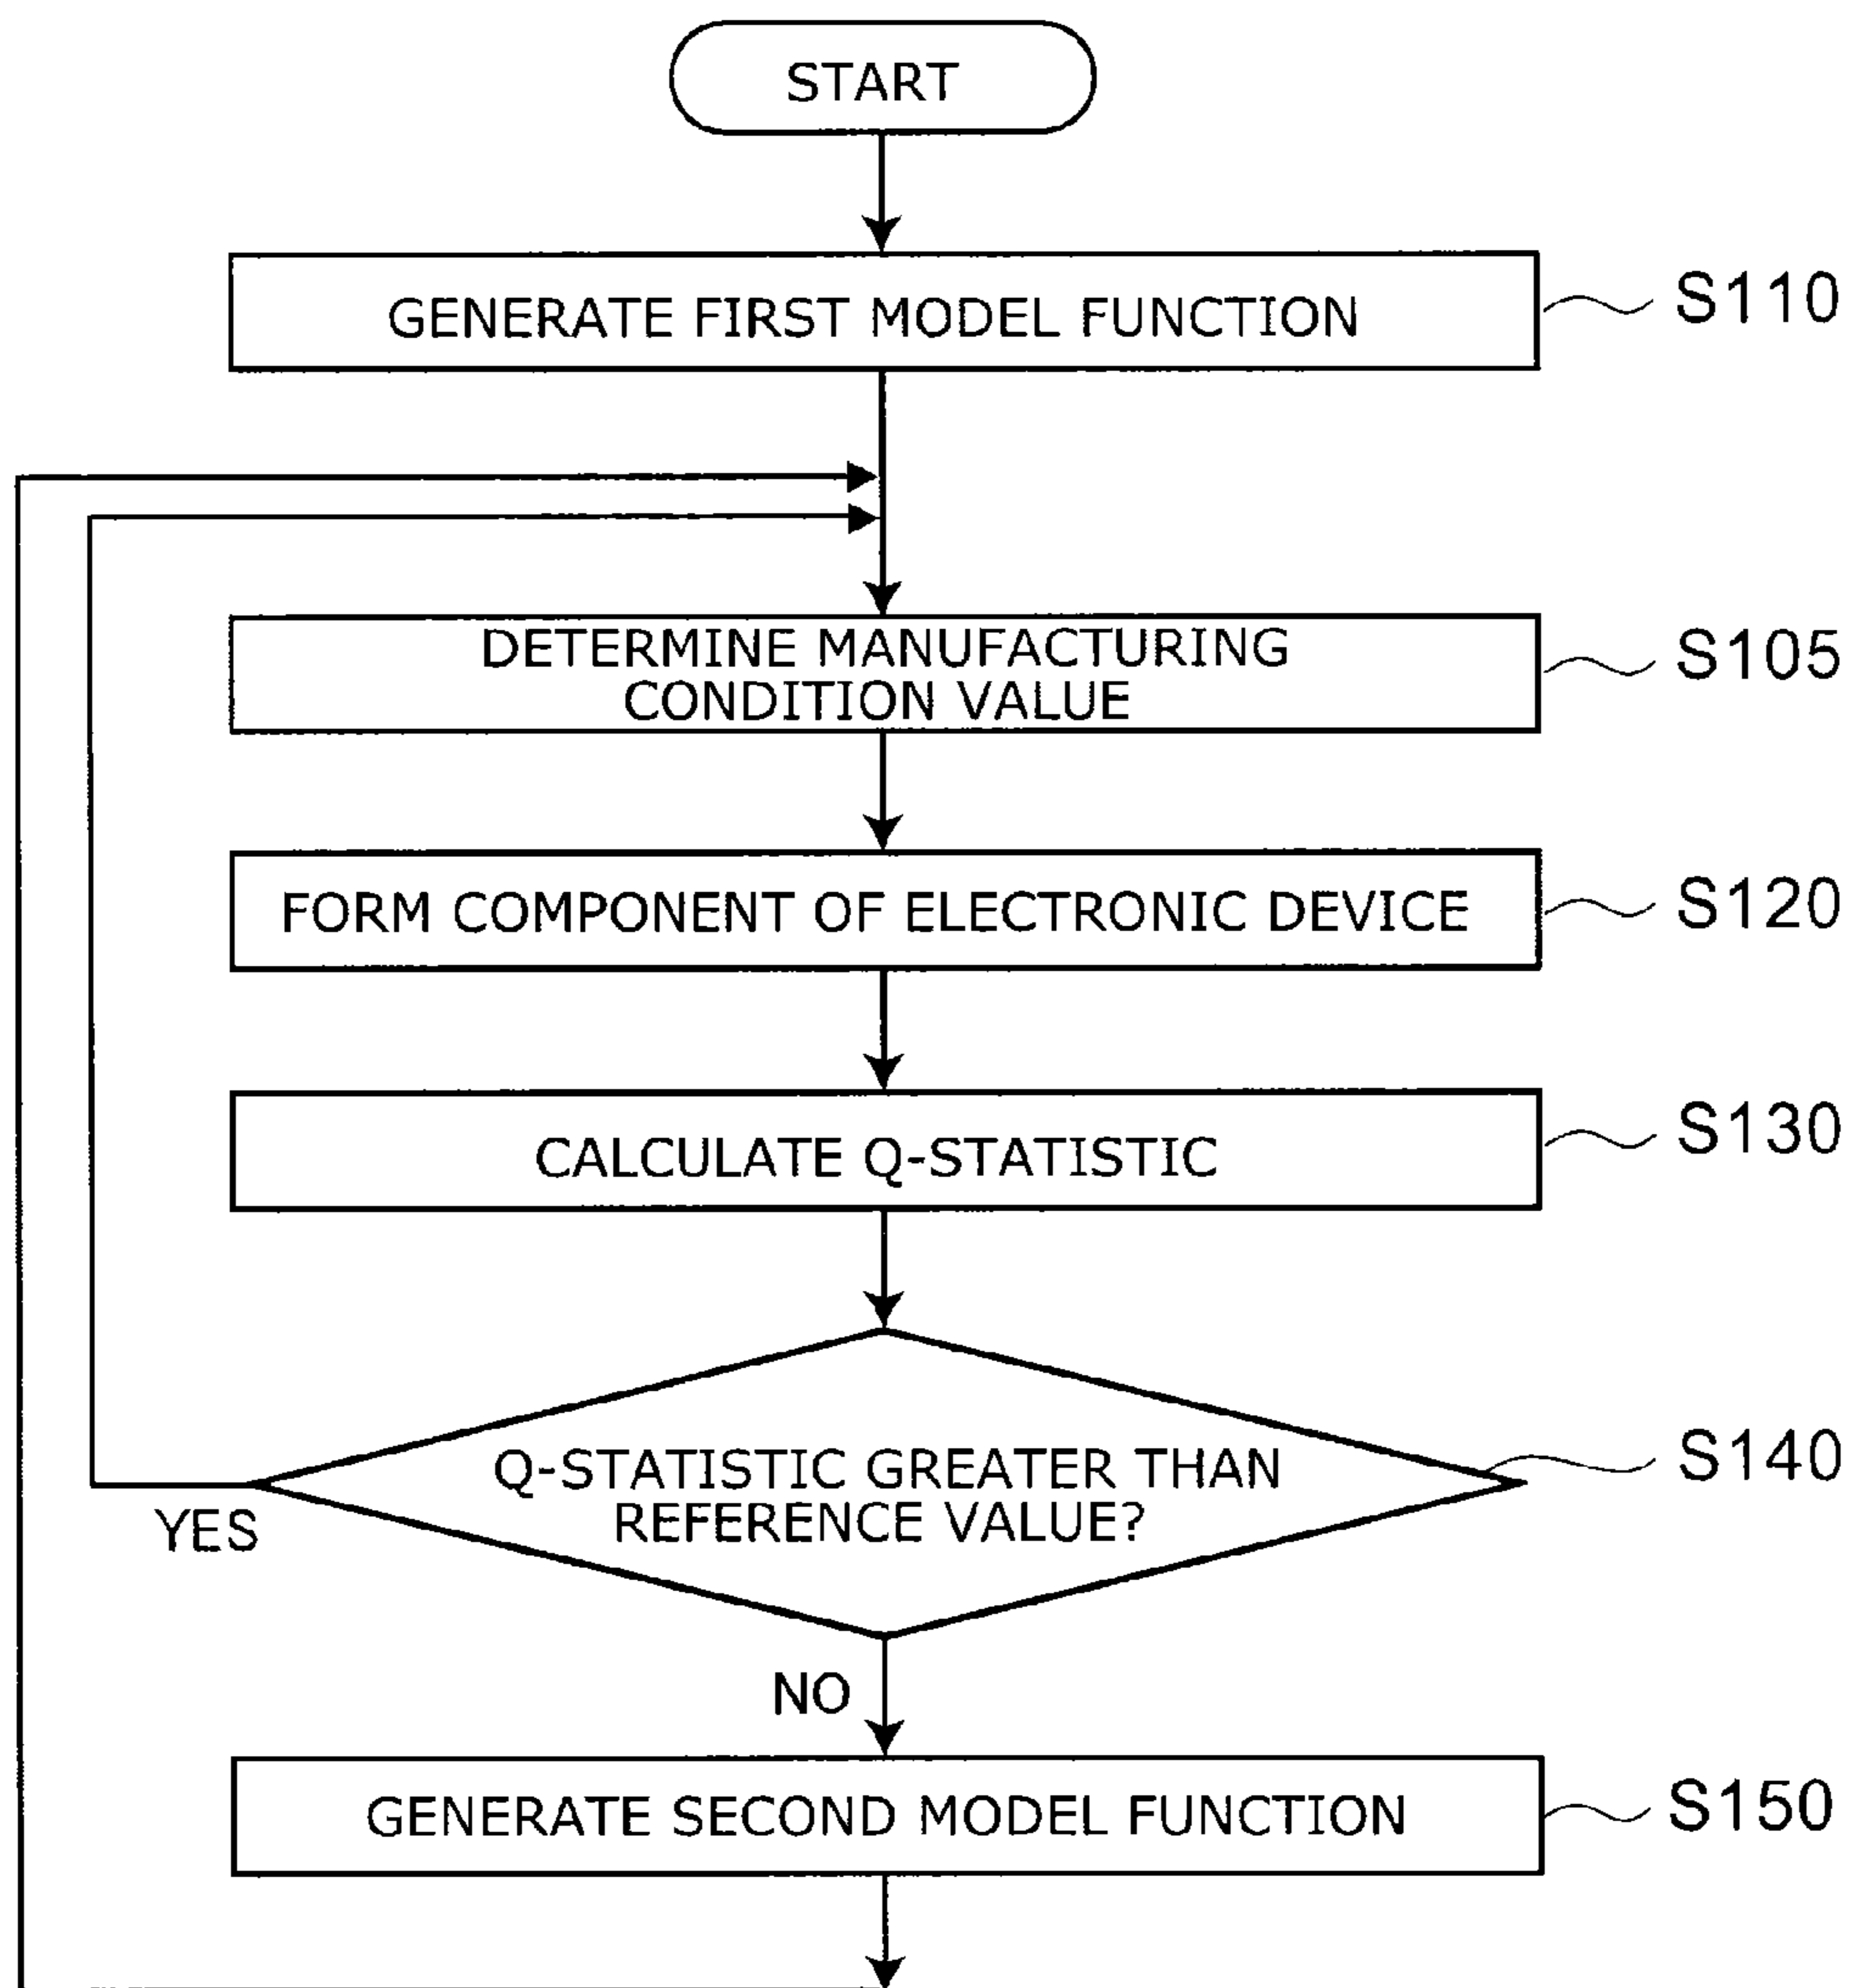 START
GENERATE FIRST MODEL FUNCTION
S110
DETERMINE MANUFACTURING
CONDITION VALUE
S105
FORM COMPONENT OF ELECTRONIC DEVICE
S120
CALCULATE Q-STATISTIC
S130
Q-STATISTIC GREATER THAN
REFERENCE VALUE?
S140
YES
NO
GENERATE SECOND MODEL FUNCTION
S150